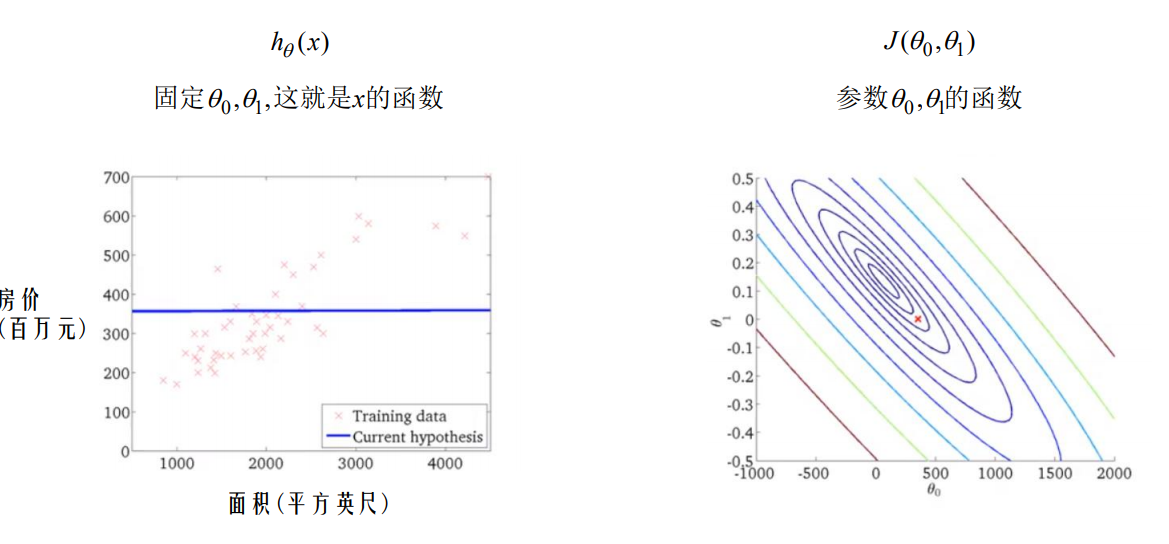 hθ(x)
固定θ0,θ1,这就是x的函数
700
600
500
400
300
200
100
0
1000 2000 3000 4000
房价
(百万元)
Training data
Current hypothesis
面积(平方英尺)
J(θ0,θ1)
参数θ0,θ1的函数
0.5
0.4
0.3
0.2
0.1
0
-0.1
-0.2
-0.3
-0.4
-0.5
θ1
-1000 -500 0 500 1000 1500 2000
θ0